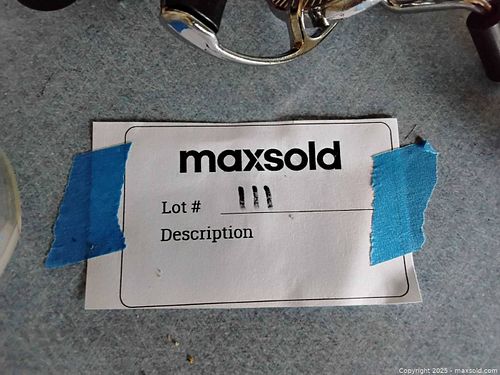 maxsold
Lot # 111
Description
Copyright 2025 - maxsold.com